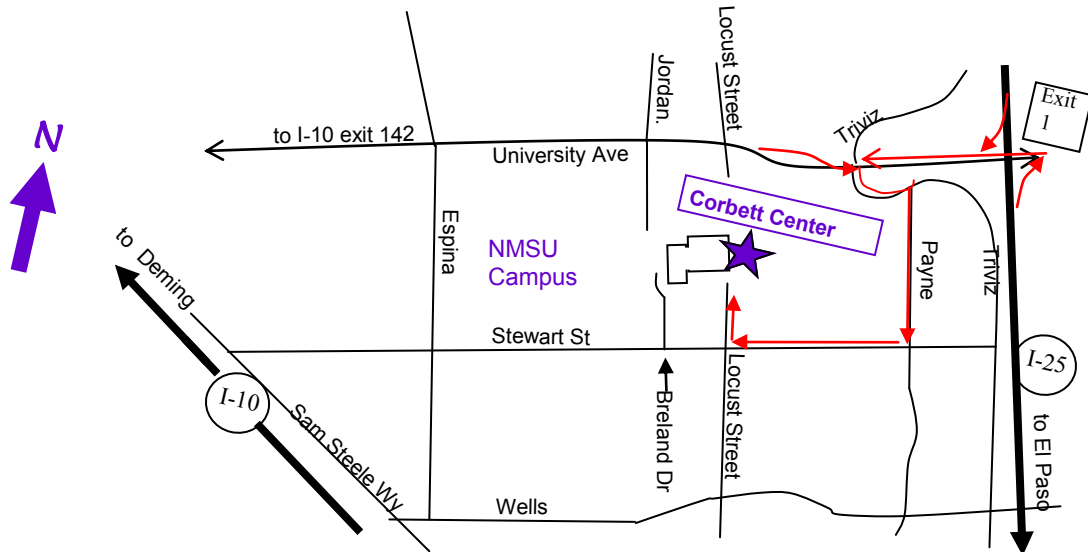 N
to I-10 exit 142
University Ave
Jordan.
Locust Street
Triviz
Exit
1
Corbett Center
Espina
NMSU
Campus
to Deming
Payne
Triviz
Stewart St
I-10
Sam Steele Wy
Breland Dr
Locust Street
I-25
to El Paso
Wells